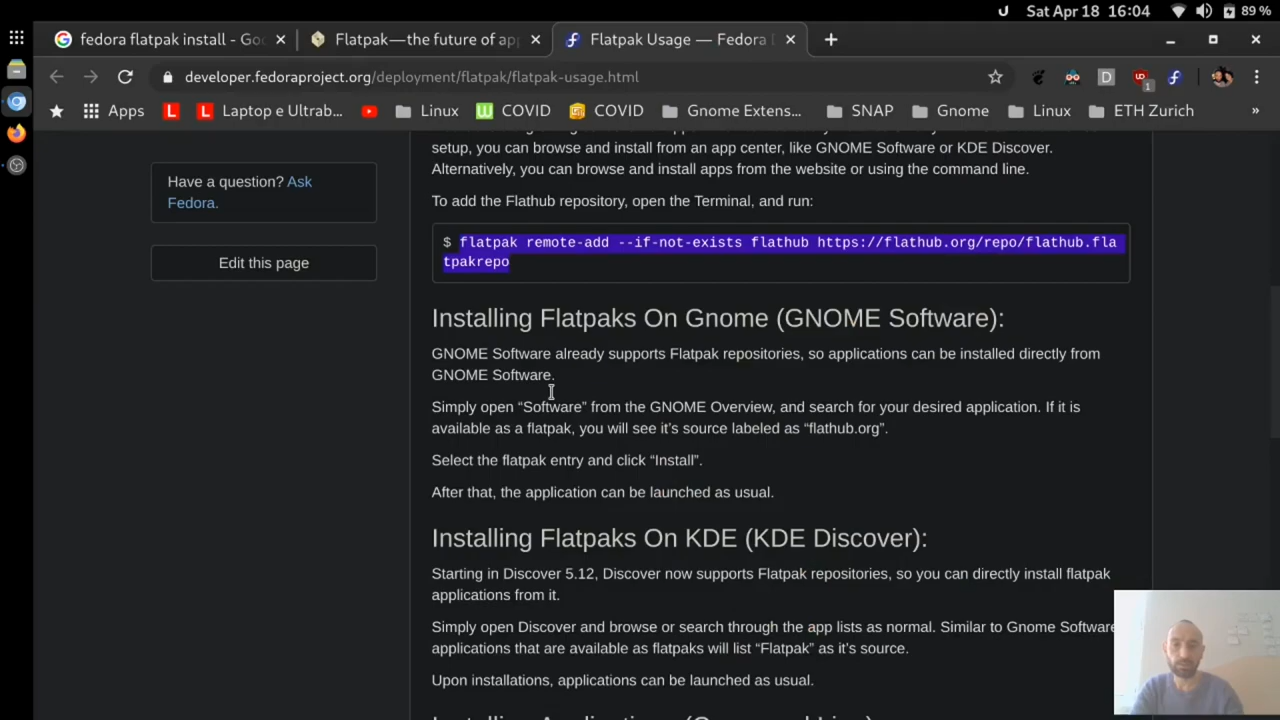 Sat Apr 18 16:04
89 %
fedora flatpak install - Goo
Flatpak—the future of app
Flatpak Usage — Fedora D
developer.fedoraproject.org/deployment/flatpak/flatpak-usage.html
Apps
Laptop e Ultrab...
Linux
COVID
COVID
Gnome Extens...
SNAP
Gnome
Linux
ETH Zurich
»
Have a question? Ask
Fedora.
Edit this page
setup, you can browse and install from an app center, like GNOME Software or KDE Discover.
Alternatively, you can browse and install apps from the website or using the command line.
To add the Flathub repository, open the Terminal, and run:
$ flatpak remote-add --if-not-exists flathub https://flathub.org/repo/flathub.fla
tpakrepo
Installing Flatpaks On Gnome (GNOME Software):
GNOME Software already supports Flatpak repositories, so applications can be installed directly from
GNOME Software.
Simply open “Software” from the GNOME Overview, and search for your desired application. If it is
available as a flatpak, you will see it’s source labeled as “flathub.org”.
Select the flatpak entry and click “Install”.
After that, the application can be launched as usual.
Installing Flatpaks On KDE (KDE Discover):
Starting in Discover 5.12, Discover now supports Flatpak repositories, so you can directly install flatpak
applications from it.
Simply open Discover and browse or search through the app lists as normal. Similar to Gnome Software
applications that are available as flatpaks will list “Flatpak” as it’s source.
Upon installations, applications can be launched as usual.